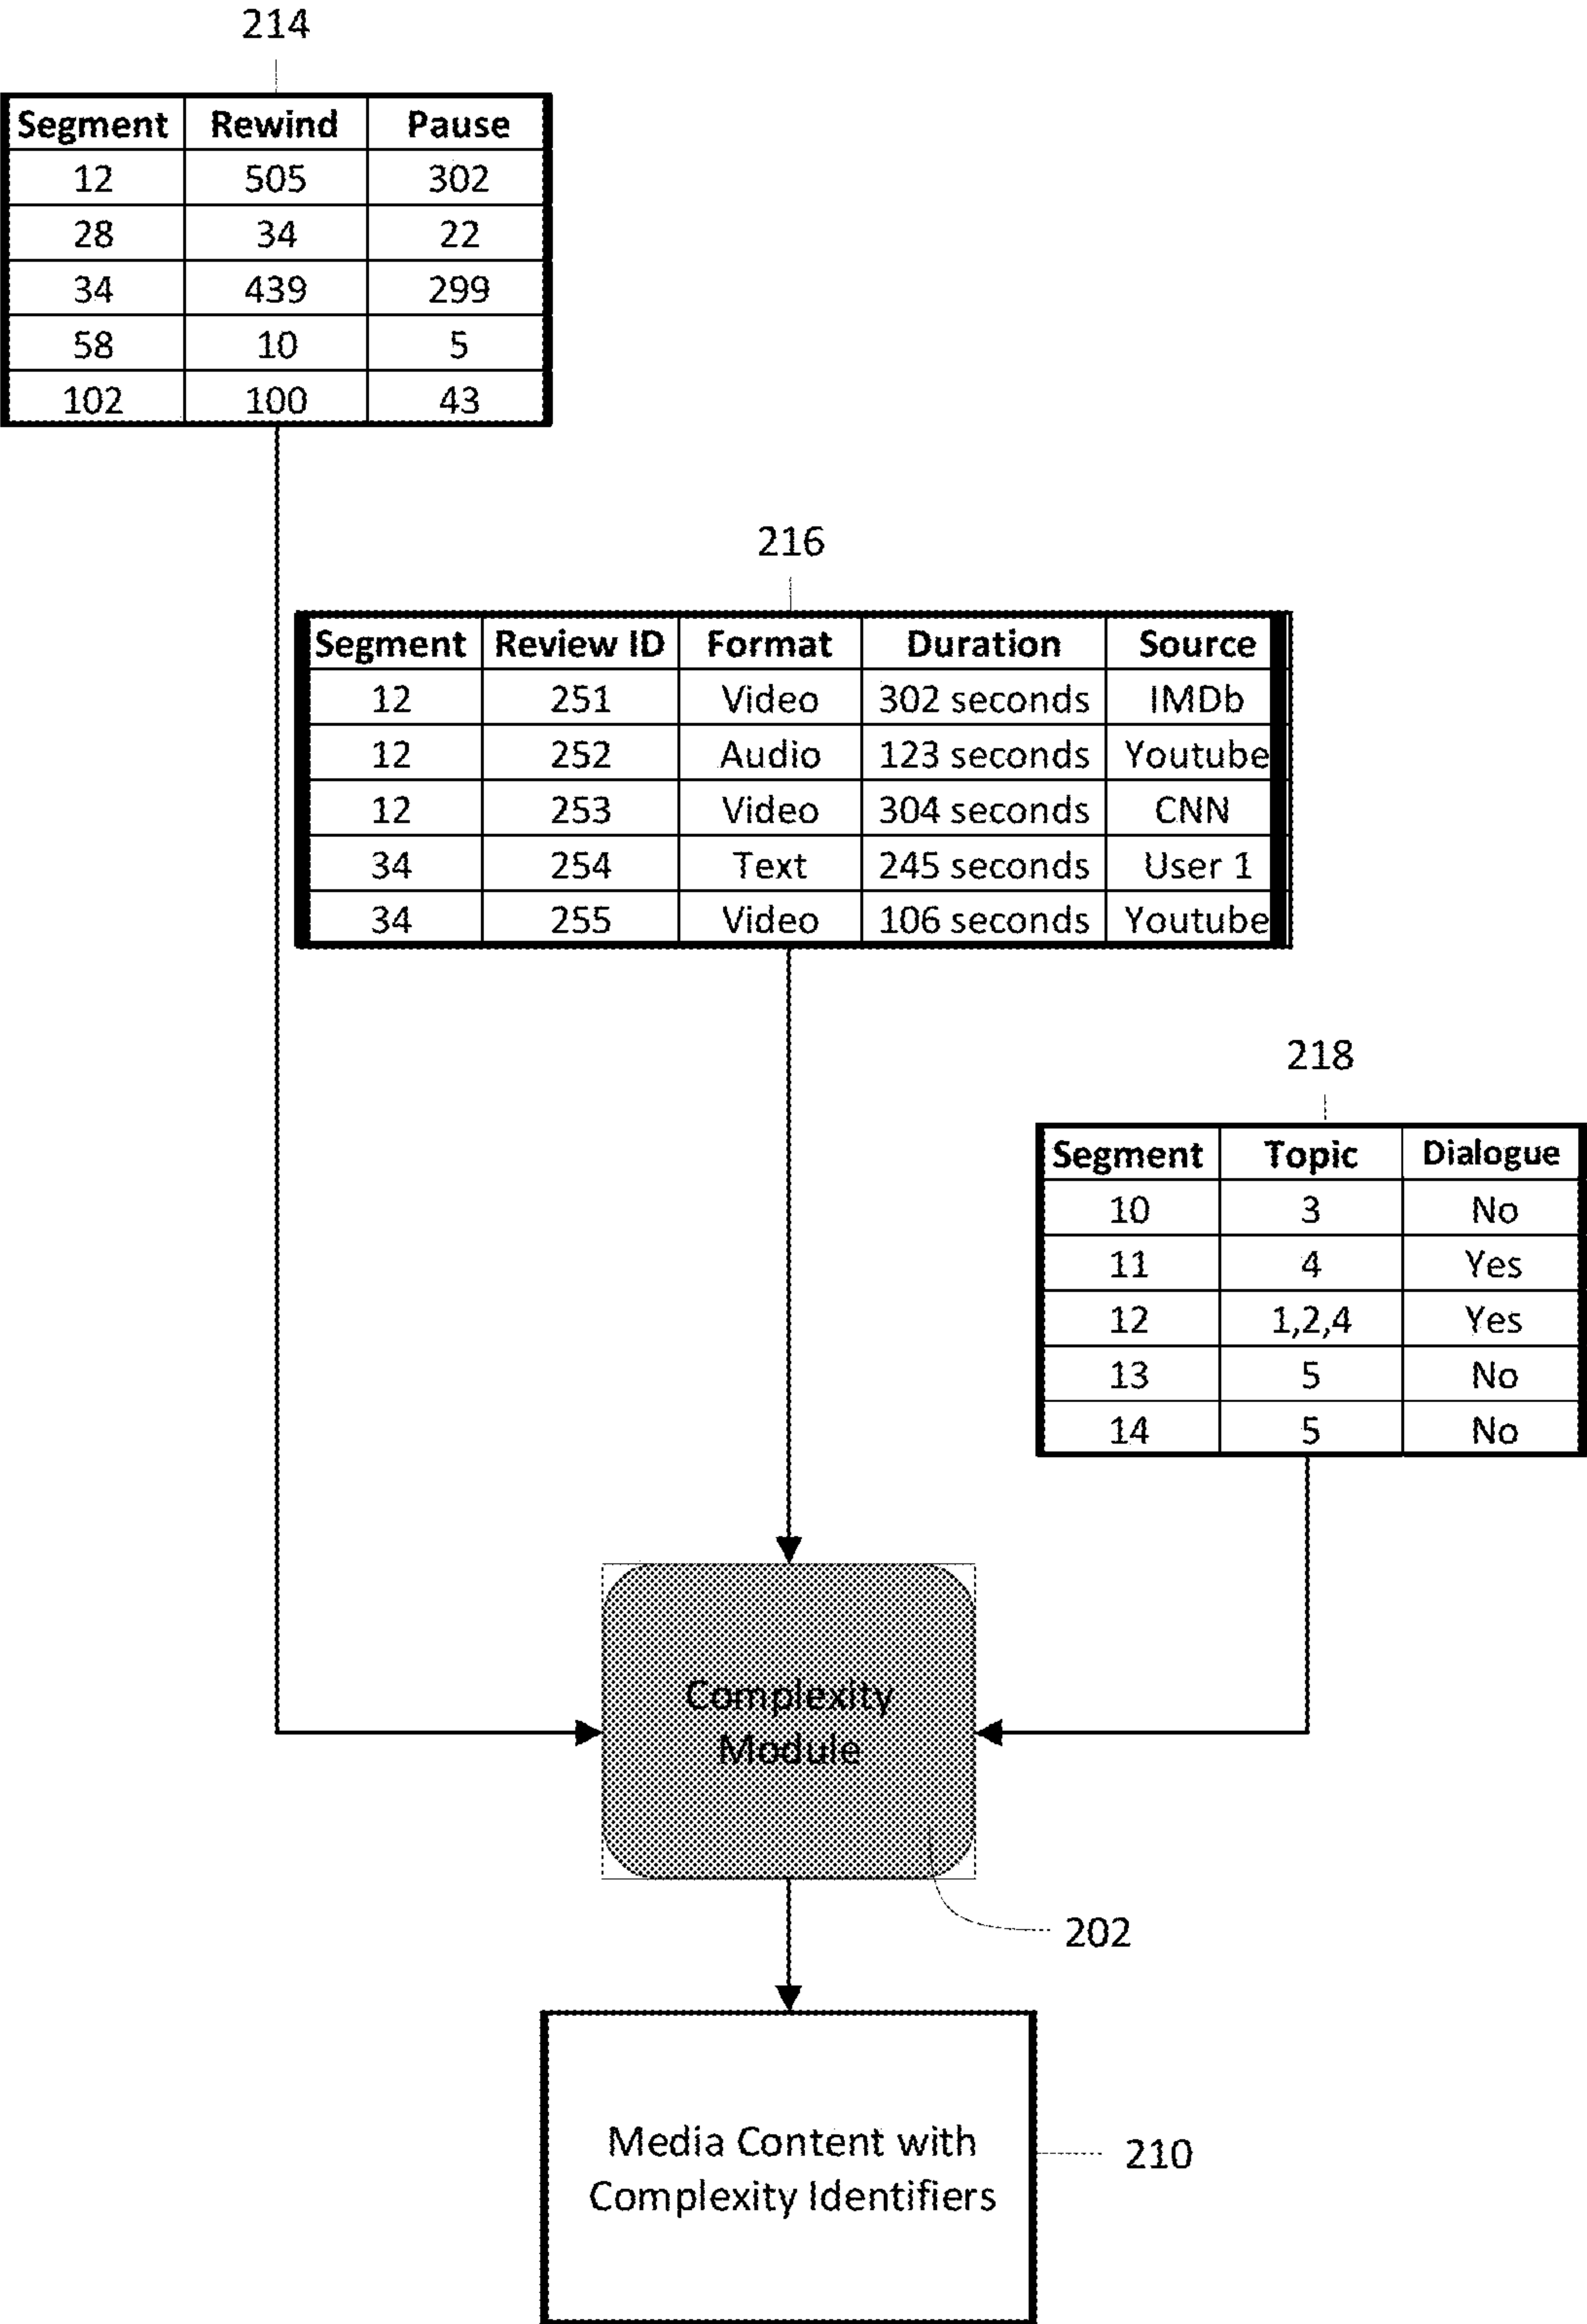 214
Segment Rewind Pause
12 505 302
28 34 22
34 439 299
58 10 5
102 100 43
216
Segment Review ID Format Duration Source
12 251 Video 302 seconds IMDb
12 252 Audio 123 seconds Youtube
12 253 Video 304 seconds CNN
34 254 Text 245 seconds User 1
34 255 Video 106 seconds Youtube
218
Segment Topic Dialogue
10 3 No
11 4 Yes
12 1,2,4 Yes
13 5 No
14 5 No
Complexity
Module
202
Media Content with
Complexity Identifiers
210